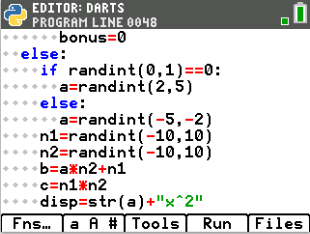 EDITOR: DARTS
PROGRAM LINE 0048
bonus=0
else:
if randint(0,1)==0:
a=randint(2,5)
else:
a=randint(-5,-2)
n1=randint(-10,10)
n2=randint(-10,10)
b=a*n2+n1
c=n1*n2
disp=str(a)+"x^2"
Fns… a A # Tools Run Files